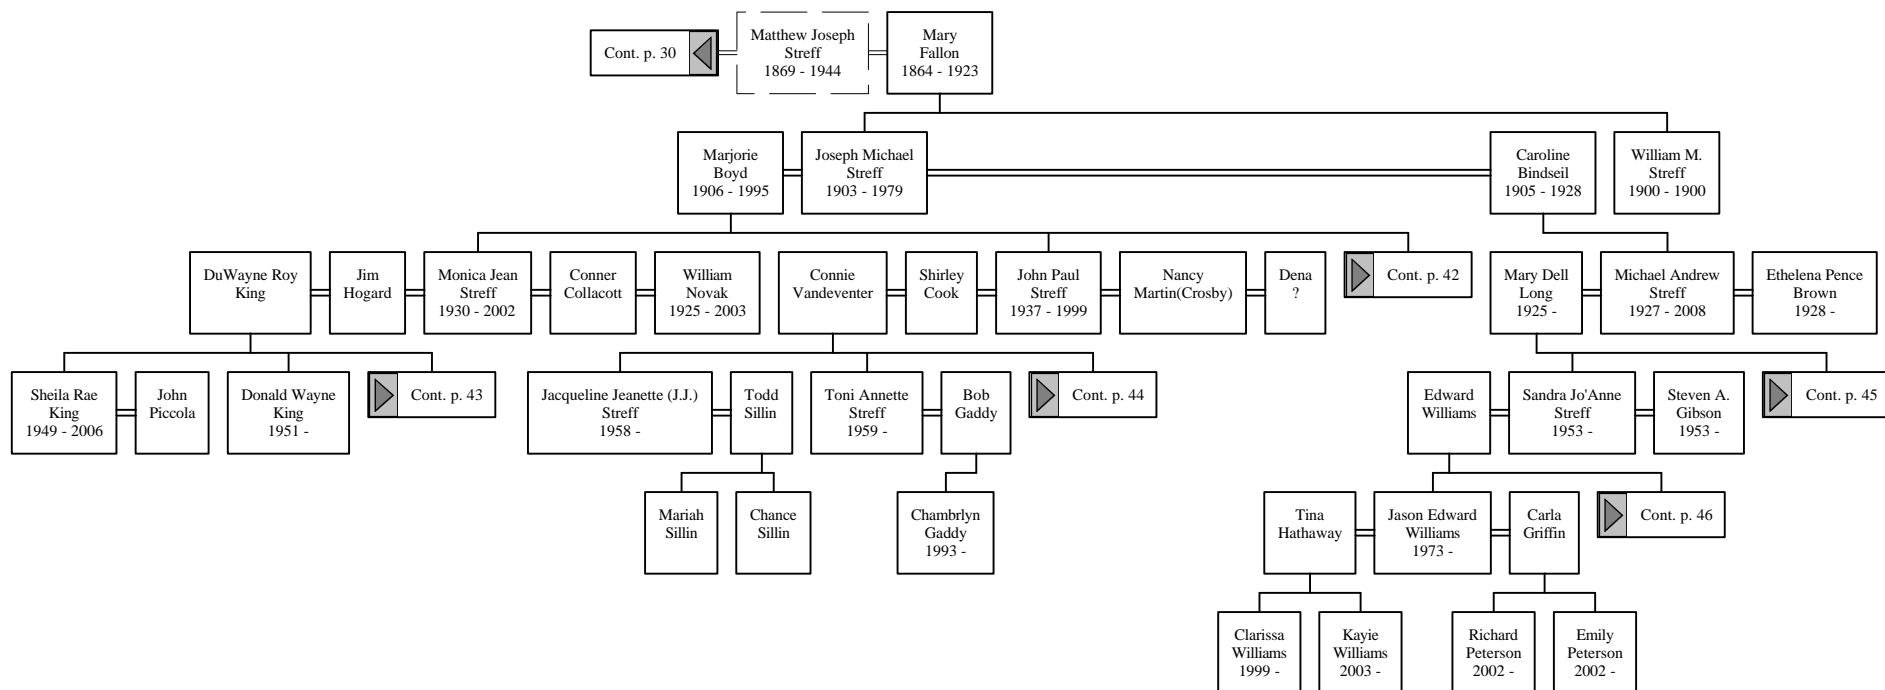 Cont. p. 30
Matthew Joseph
Streff
1869 - 1944
Mary
Fallon
1864 - 1923
Marjorie
Boyd
1906 - 1995
Joseph Michael
Streff
1903 - 1979
Caroline
Bindseil
1905 - 1928
William M.
Streff
1900 - 1900
DuWayne Roy
King
Jim
Hogard
Monica Jean
Streff
1930 - 2002
Conner
Collacott
William
Novak
1925 - 2003
Connie
Vandeventer
Shirley
Cook
John Paul
Streff
1937 - 1999
Nancy
Martin(Crosby)
Dena
?
Cont. p. 42
Mary Dell
Long
1925 -
Michael Andrew
Streff
1927 - 2008
Ethelena Pence
Brown
1928 -
Sheila Rae
King
1949 - 2006
John
Piccola
Donald Wayne
King
1951 -
Cont. p. 43
Jacqueline Jeanette (J.J.)
Streff
1958 -
Todd
Sillin
Toni Annette
Streff
1959 -
Bob
Gaddy
Cont. p. 44
Edward
Williams
Sandra Jo'Anne
Streff
1953 -
Steven A.
Gibson
1953 -
Cont. p. 45
Mariah
Sillin
Chance
Sillin
Chambrlyn
Gaddy
1993 -
Tina
Hathaway
Jason Edward
Williams
1973 -
Carla
Griffin
Cont. p. 46
Clarissa
Williams
1999 -
Kayie
Williams
2003 -
Richard
Peterson
2002 -
Emily
Peterson
2002 -